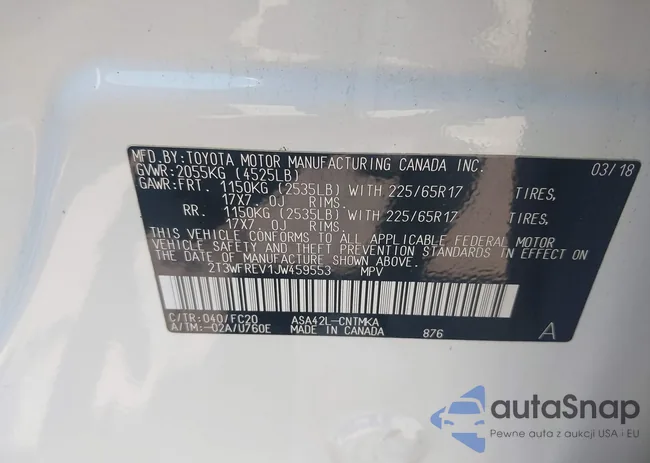 MFD.BY:TOYOTA MOTOR MANUFACTURING CANADA INC. 03/18
GVWR:2055KG (4525LB)
GAWR:FRT. 1150KG (2535LB) WITH 225/65R17 TIRES,
17X7 0J RIMS.
RR. 1150KG (2535LB) WITH 225/65R17 TIRES,
17X7 0J RIMS.
THIS VEHICLE CONFORMS TO ALL APPLICABLE FEDERAL MOTOR
VEHICLE SAFETY AND THEFT PREVENTION STANDARDS IN EFFECT ON
THE DATE OF MANUFACTURE SHOWN ABOVE.
2T3WFREV1JW459553 MPV
C/TR:040/FC20 ASA42L-CNTMKA
A/TM:-02A/U760E MADE IN CANADA 876 A
autaSnap
Pewne auta z aukcji USA i EU